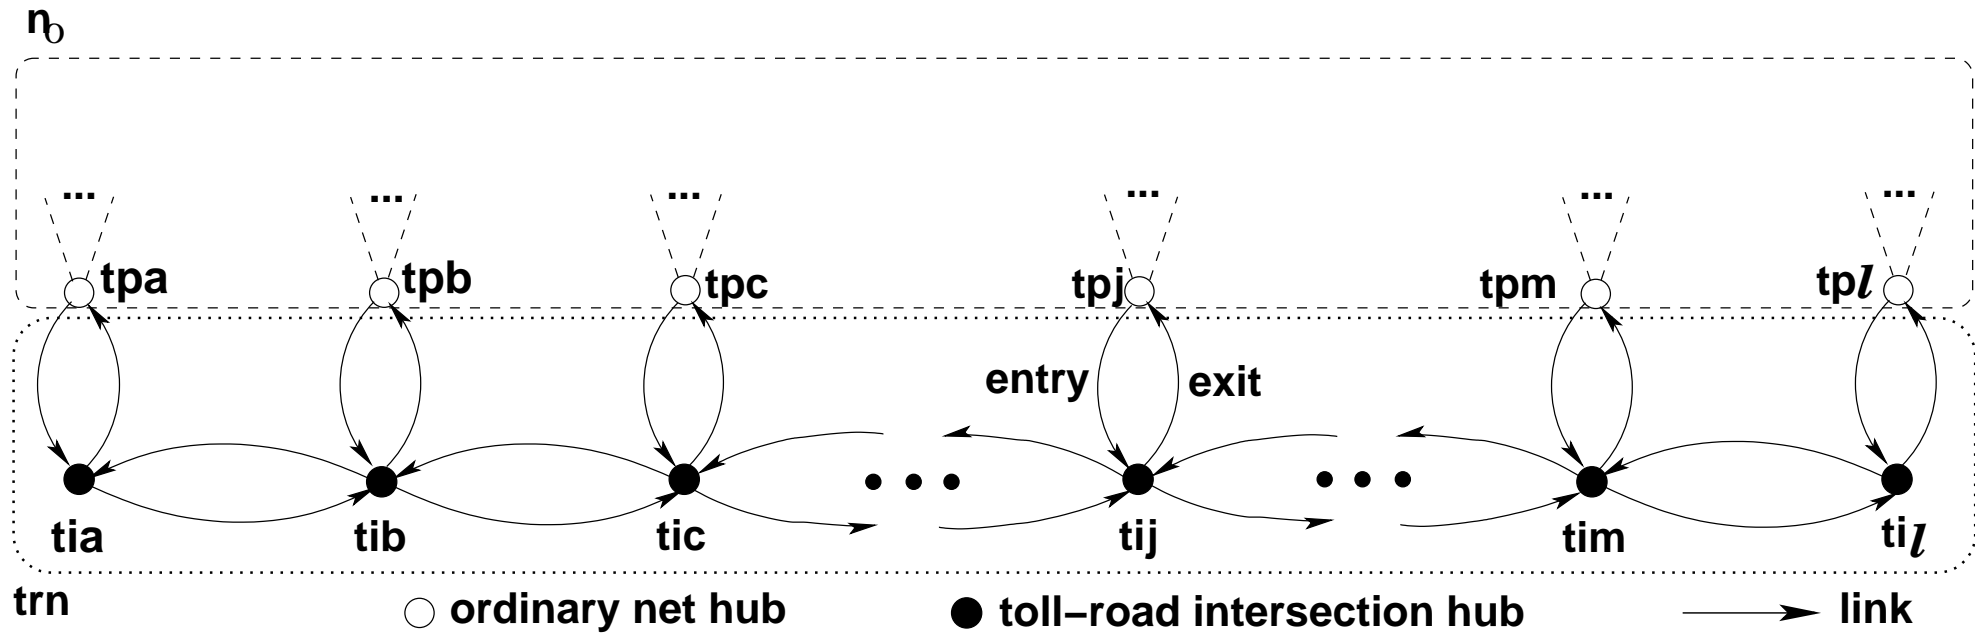 no
... ... ... ... ... ...
tpa tpb tpc tpj tpm tpl
entry exit
tia tib tic tij tim til
trn
ordinary net hub toll–road intersection hub link